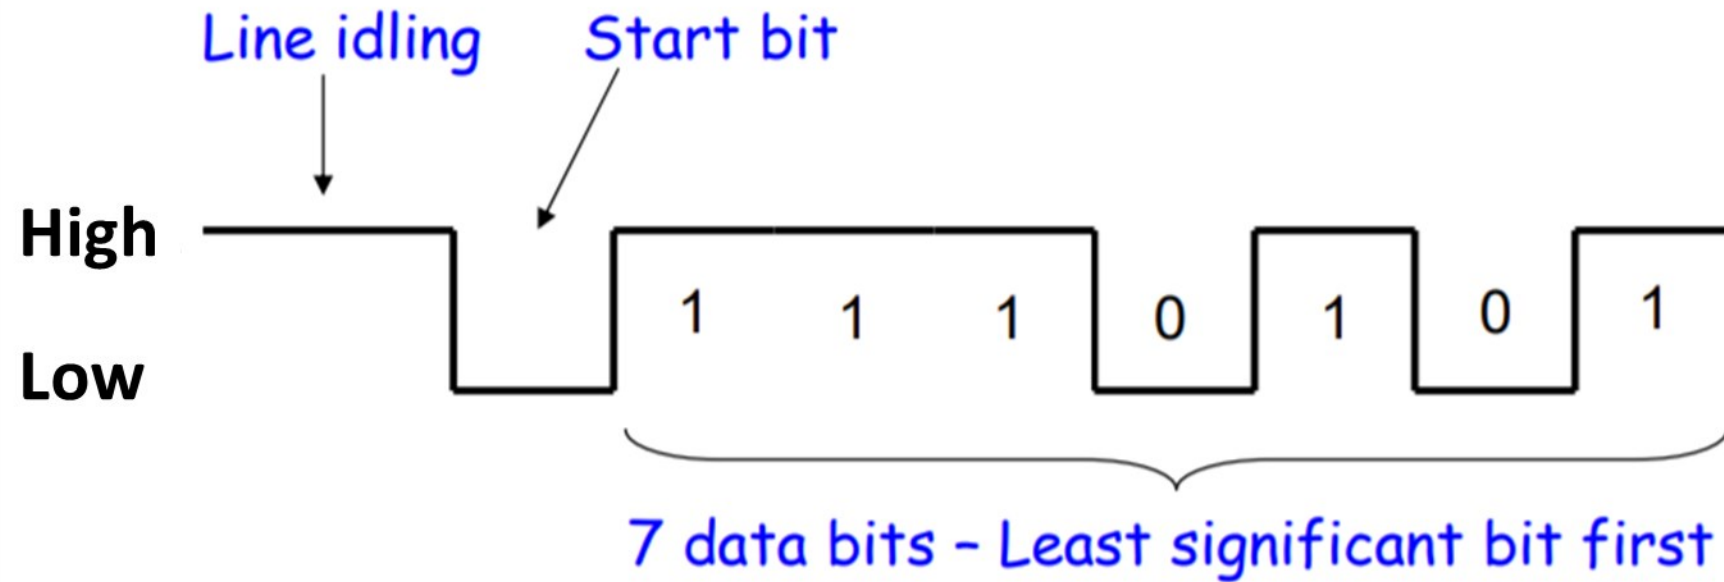 Line idling Start bit
High
1 1 1 0 1 0 1
Low
7 data bits – Least significant bit first